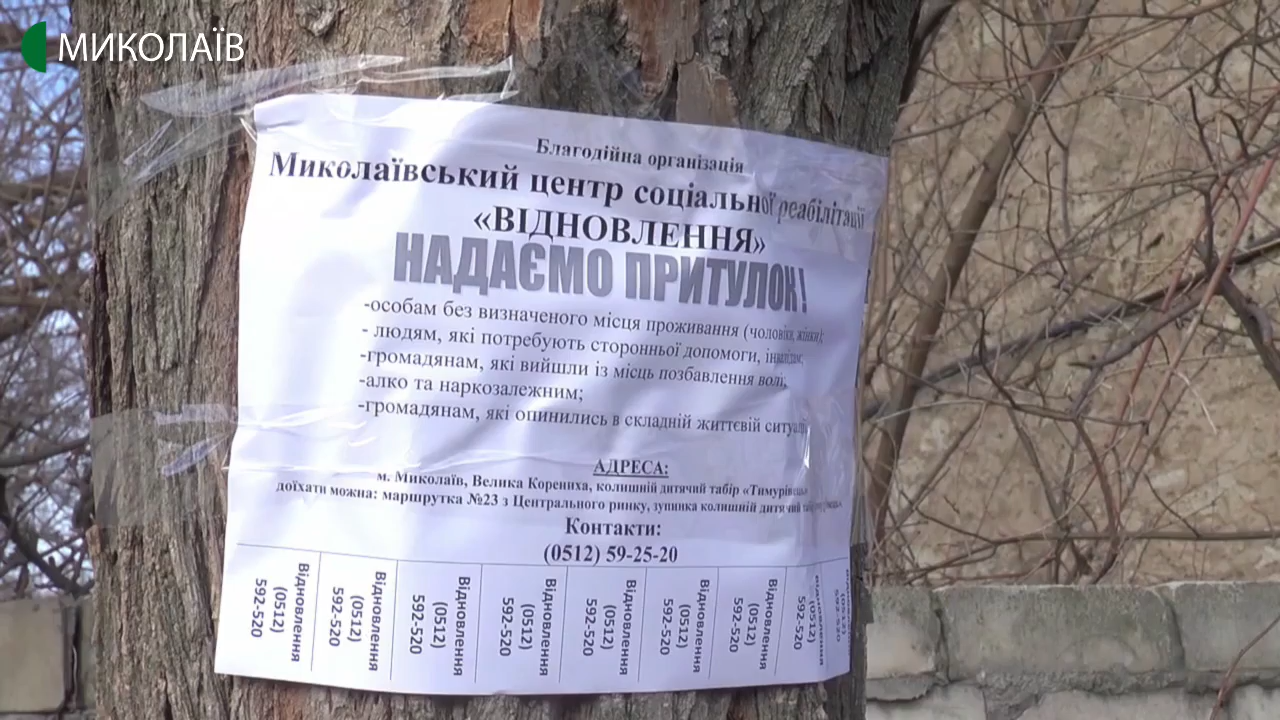 МИКОЛАЇВ
Благодійна організація
Миколаївський центр соціальної реабілітації
«ВІДНОВЛЕННЯ»
НАДАЄМО ПРИТУЛОК!
-особам без визначеного місця проживання (чоловіки, жінки);
- людям, які потребують сторонньої допомоги, інвалідам;
-громадянам, які вийшли із місць позбавлення волі;
-алко та наркозалежним;
-громадянам, які опинились в складній життєвій
АДРЕСА:
м. Миколаїв, Велика Корениха, колишній дитячий табір
доїхати можна: маршрутка №23 з Центрального ринку, зупинка колишній дитячий
Контакти:
(0512) 59-25-20
Відновлення
(0512)
592-520
Відновлення
(0512)
592-520
Відновлення
(0512)
592-520
Відновлення
(0512)
592-520
Відновлення
(0512)
592-520
Відновлення
(0512)
592-520
Відновлення
(0512)
592-520
Відновлення
(0512)
592-520
(0512)
592-520